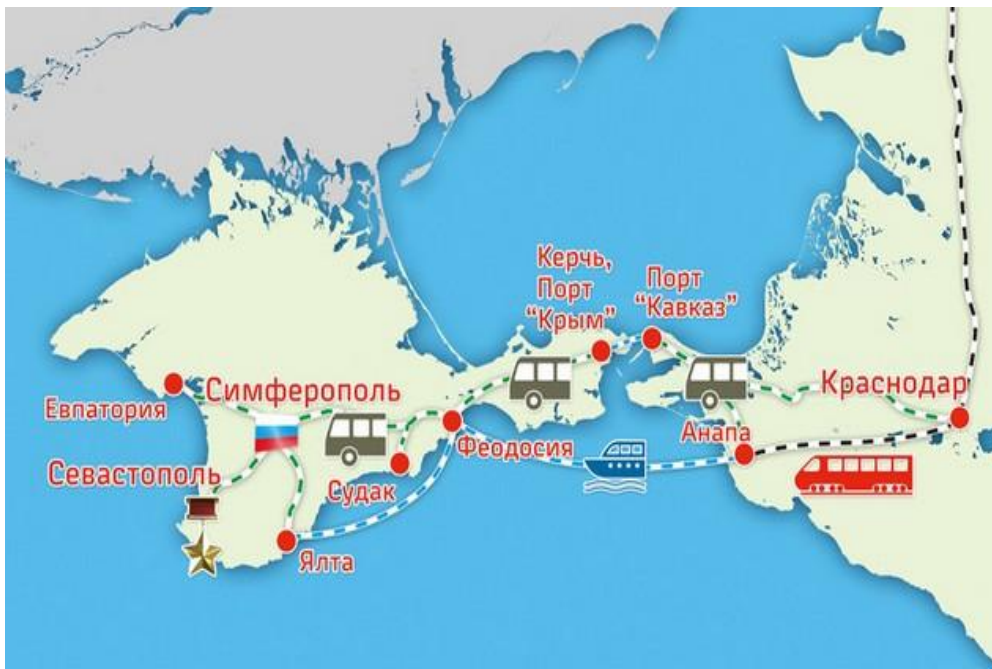 Керчь,
Порт
“Крым”
Порт
“Кавказ”
Евпатория
Симферополь
Краснодар
Севастополь
Судак
Феодосия
Анапа
Ялта